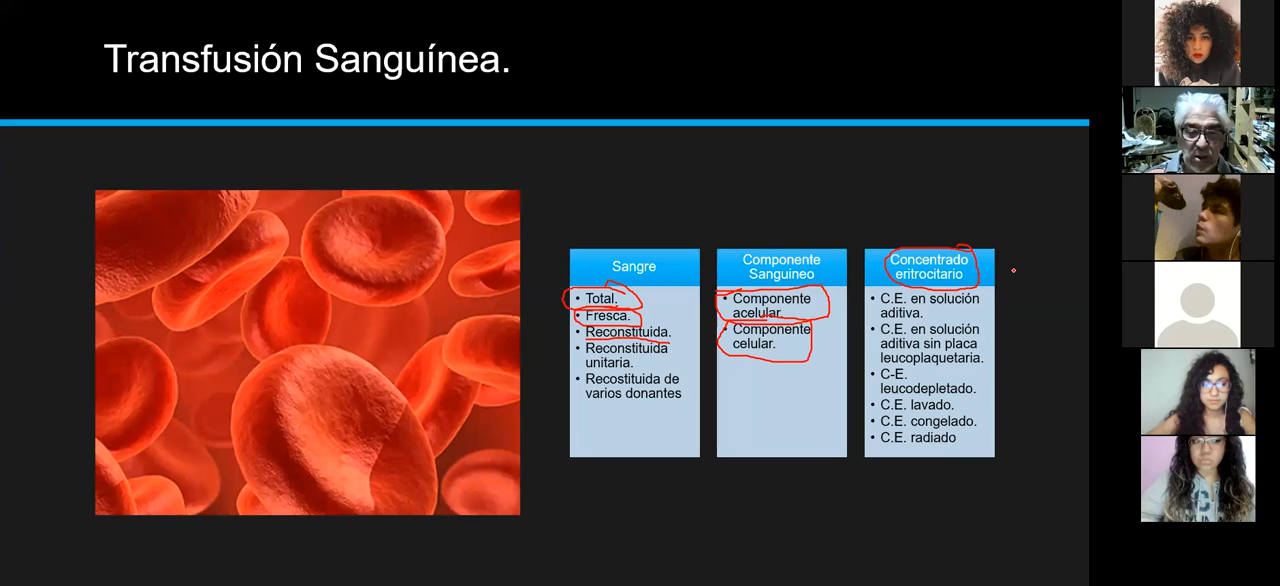 Transfusión Sanguínea.
Sangre
• Total.
• Fresca.
• Reconstituida.
• Reconstituida
unitaria.
• Recostituida de
varios donantes
Componente
Sanguineo
• Componente
acelular.
• Componente
celular.
Concentrado
eritrocitario
• C.E. en solución
aditiva.
• C.E. en solución
aditiva sin placa
leucoplaquetaria.
• C-E.
leucodepletado.
• C.E. lavado.
• C.E. congelado.
• C.E. radiado